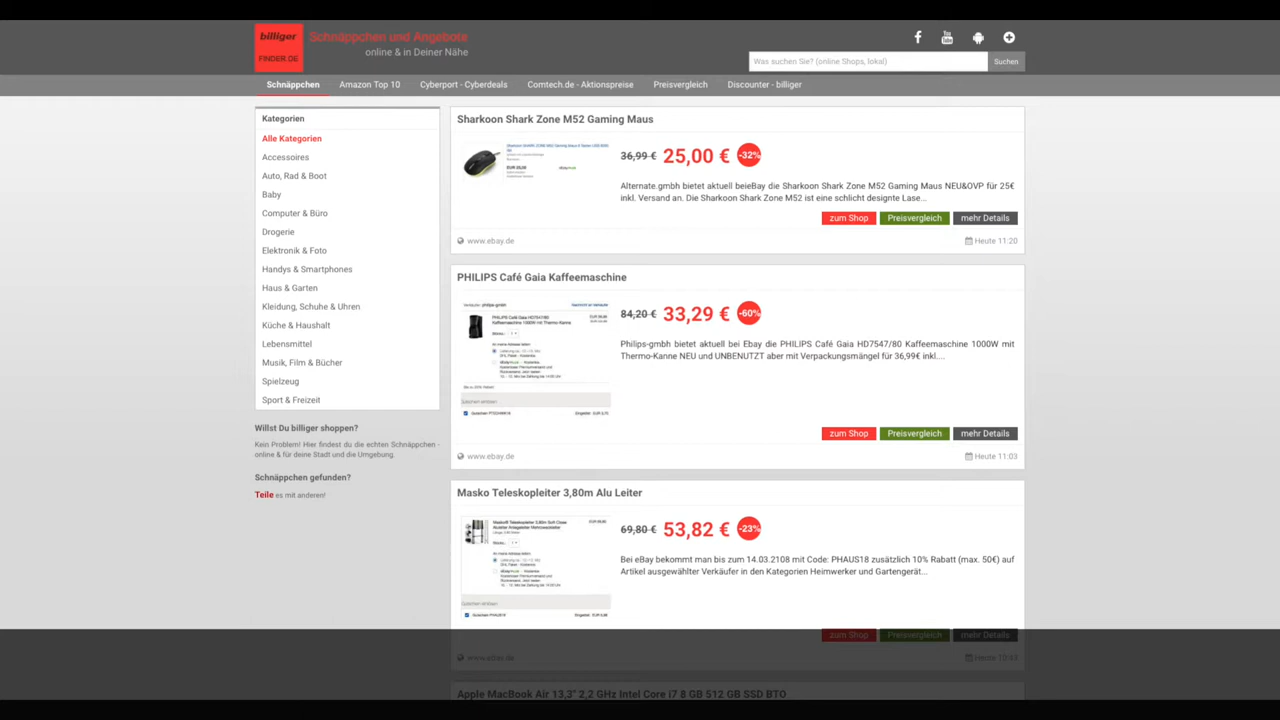 billiger
FINDER.DE
Schnäppchen und Angebote
online & in Deiner Nähe
Was suchen Sie? (online Shops, lokal)
Suchen
Schnäppchen
Amazon Top 10
Cyberport - Cyberdeals
Comtech.de - Aktionspreise
Preisvergleich
Discounter - billiger
Kategorien
Alle Kategorien
Accessoires
Auto, Rad & Boot
Baby
Computer & Büro
Drogerie
Elektronik & Foto
Handys & Smartphones
Haus & Garten
Kleidung, Schuhe & Uhren
Küche & Haushalt
Lebensmittel
Musik, Film & Bücher
Spielzeug
Sport & Freizeit
Willst Du billiger shoppen?
Kein Problem! Hier findest du die echten Schnäppchen -
online & für deine Stadt und die Umgebung.
Schnäppchen gefunden?
Teile es mit anderen!
Sharkoon Shark Zone M52 Gaming Maus
36,99 € 25,00 € -32%
Alternate.gmbh bietet aktuell beieBay die Sharkoon Shark Zone M52 Gaming Maus NEU&OVP für 25€
inkl. Versand an. Die Sharkoon Shark Zone M52 ist eine schlicht designte Lase...
zum Shop
Preisvergleich
mehr Details
www.ebay.de
Heute 11:20
PHILIPS Café Gaia Kaffeemaschine
84,20 € 33,29 € -60%
Philips-gmbh bietet aktuell bei Ebay die PHILIPS Café Gaia HD7547/80 Kaffeemaschine 1000W mit
Thermo-Kanne NEU und UNBENUTZT aber mit Verpackungsmängel für 36,99€ inkl....
zum Shop
Preisvergleich
mehr Details
www.ebay.de
Heute 11:03
Masko Teleskopleiter 3,80m Alu Leiter
69,80 € 53,82 € -23%
Bei eBay bekommt man bis zum 14.03.2108 mit Code: PHAUS18 zusätzlich 10% Rabatt (max. 50€) auf
Artikel ausgewählter Verkäufer in den Kategorien Heimwerker und Gartengerät...
zum Shop
Preisvergleich
mehr Details
Apple MacBook Air 13,3" 2,2 GHz Intel Core i7 8 GB 512 GB SSD BTO